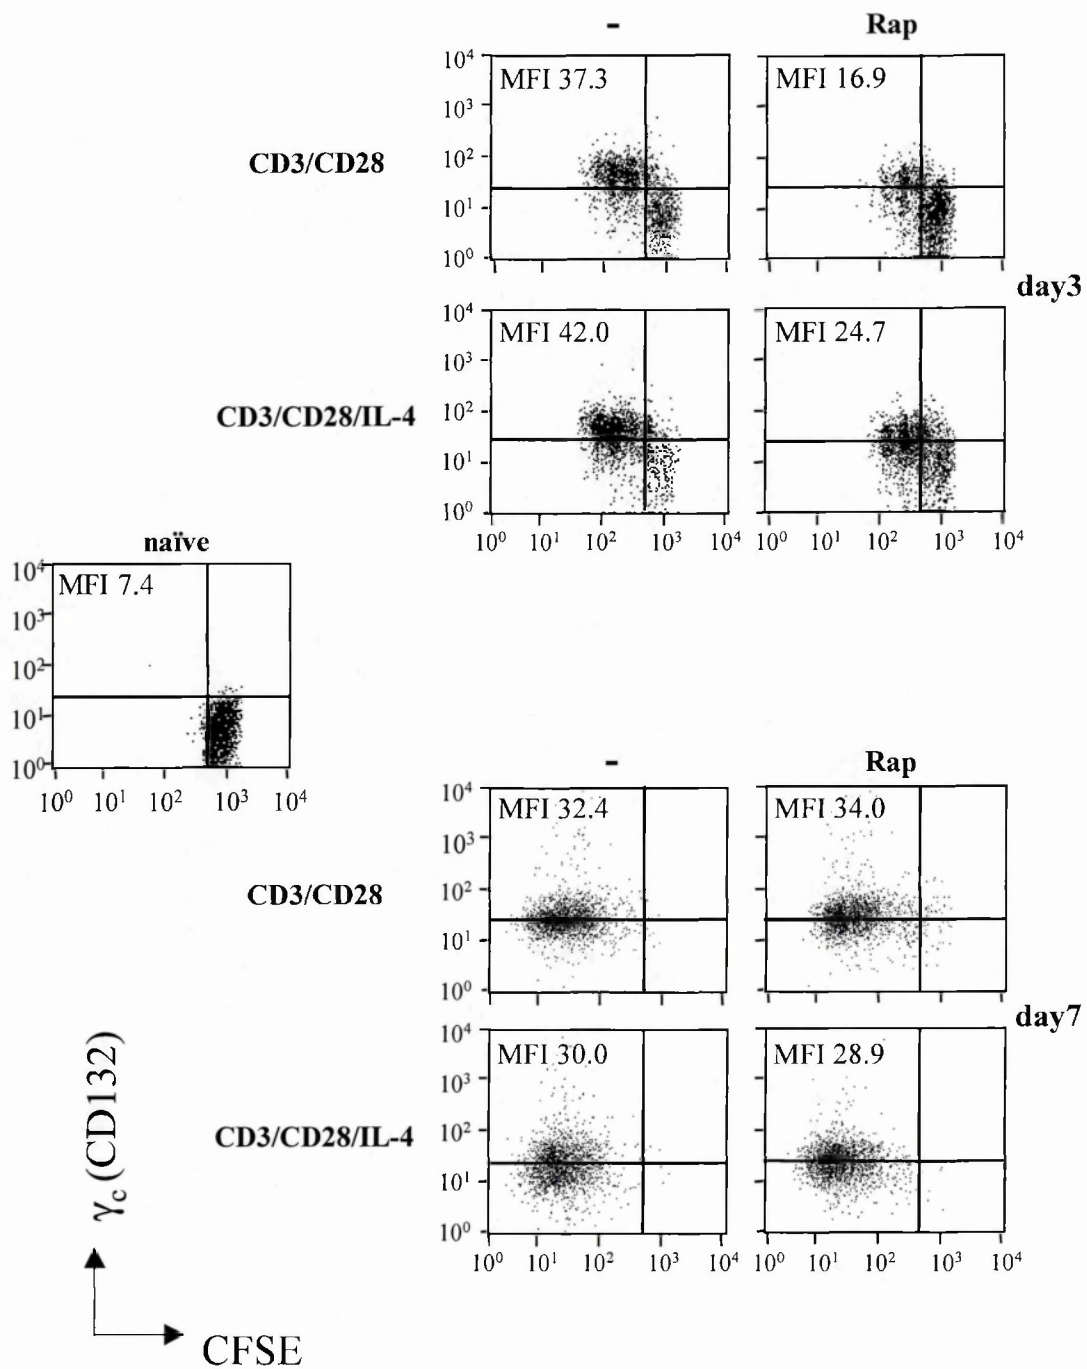 - Rap
MFI 37.3 MFI 16.9
10⁴
10³
10²
10¹
10⁰
CD3/CD28
day3
MFI 42.0 MFI 24.7
10⁴
10³
10²
10¹
10⁰
CD3/CD28/IL-4
10⁰ 10¹ 10² 10³ 10⁴ 10⁰ 10¹ 10² 10³ 10⁴
naïve
MFI 7.4
10⁴
10³
10²
10¹
10⁰
10⁰ 10¹ 10² 10³ 10⁴
- Rap
MFI 32.4 MFI 34.0
10⁴
10³
10²
10¹
10⁰
CD3/CD28
day7
MFI 30.0 MFI 28.9
10⁴
10³
10²
10¹
10⁰
CD3/CD28/IL-4
10⁰ 10¹ 10² 10³ 10⁴ 10⁰ 10¹ 10² 10³ 10⁴
γc (CD132)
CFSE